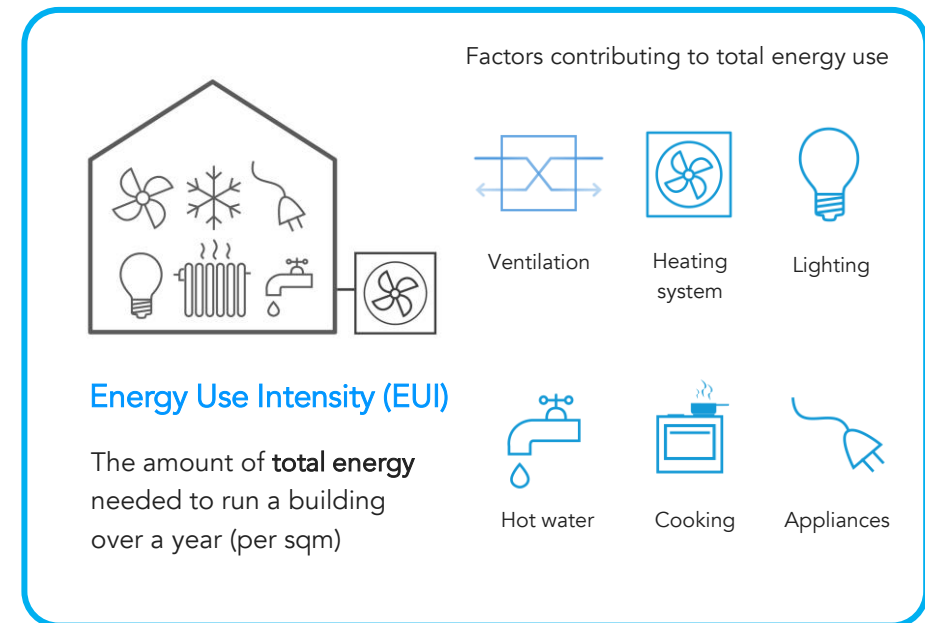 Factors contributing to total energy use
Ventilation
Heating
system
Lighting
Energy Use Intensity (EUI)
The amount of total energy
needed to run a building
over a year (per sqm)
Hot water
Cooking
Appliances